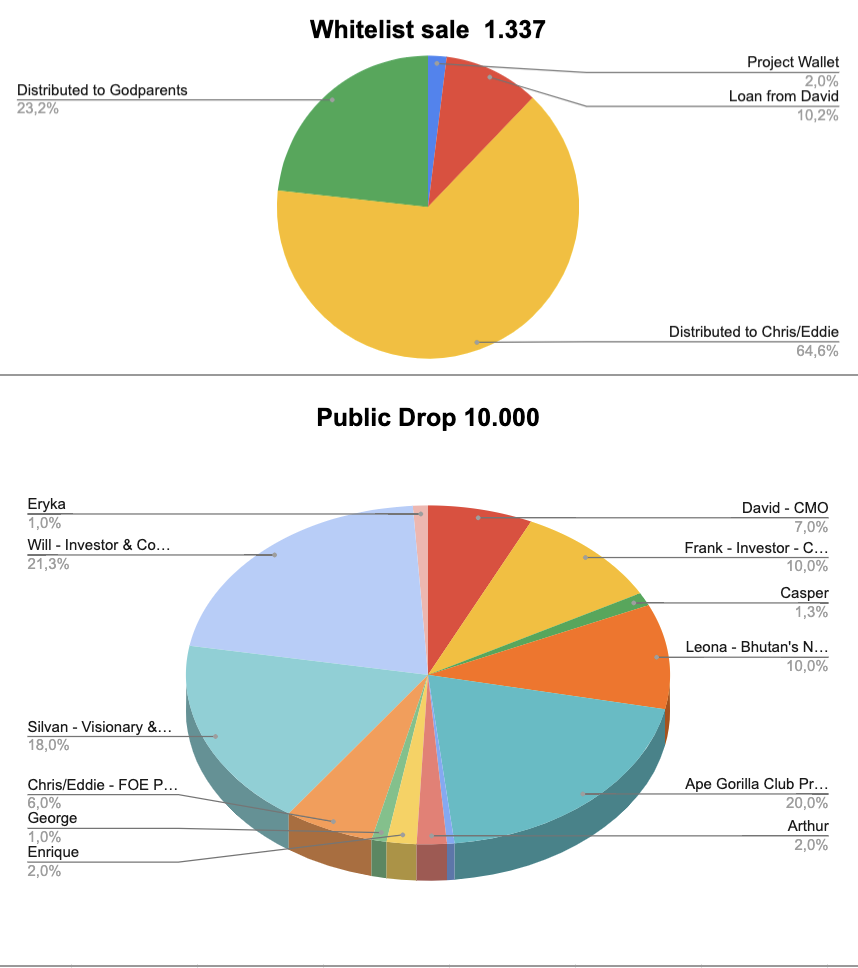 Whitelist sale 1.337
Project Wallet
2,0%
Loan from David
10,2%
Distributed to Godparents
23,2%
Distributed to Chris/Eddie
64,6%
Public Drop 10.000
Eryka
1,0%
Will - Investor & Co…
21,3%
Silvan - Visionary &…
18,0%
Chris/Eddie - FOE P…
6,0%
George
1,0%
Enrique
2,0%
David - CMO
7,0%
Frank - Investor - C…
10,0%
Casper
1,3%
Leona - Bhutan's N…
10,0%
Ape Gorilla Club Pr…
20,0%
Arthur
2,0%